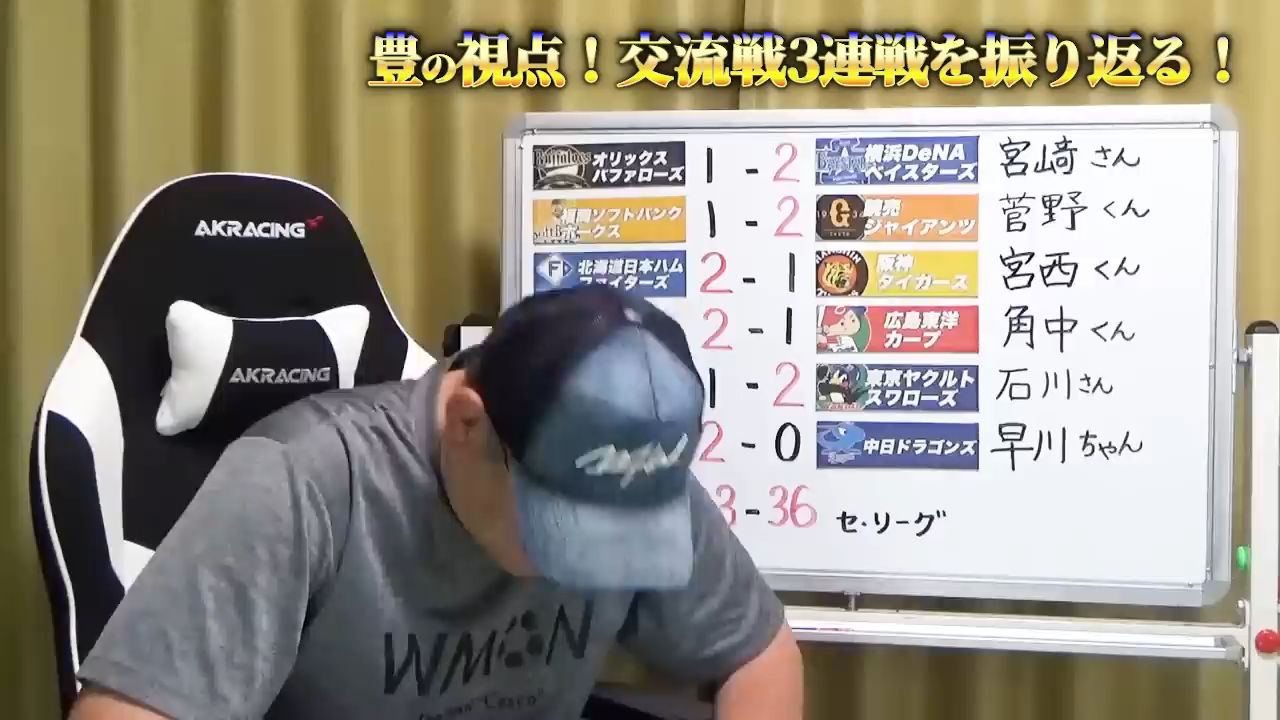 豊の視点！交流戦3連戦を振り返る！
オリックス
バファローズ
1 - 2
横浜DeNA
ベイスターズ
宮﨑さん
福岡ソフトバンク
ホークス
1 - 2
読売
ジャイアンツ
菅野くん
北海道日本ハム
ファイターズ
2 - 1
阪神
タイガース
宮西くん
2 - 1
広島東洋
カープ
角中くん
1 - 2
東京ヤクルト
スワローズ
石川さん
2 - 0
中日ドラゴンズ
早川ちゃん
3 - 36 セ・リーグ
AKRACING
AKRACING
WMON